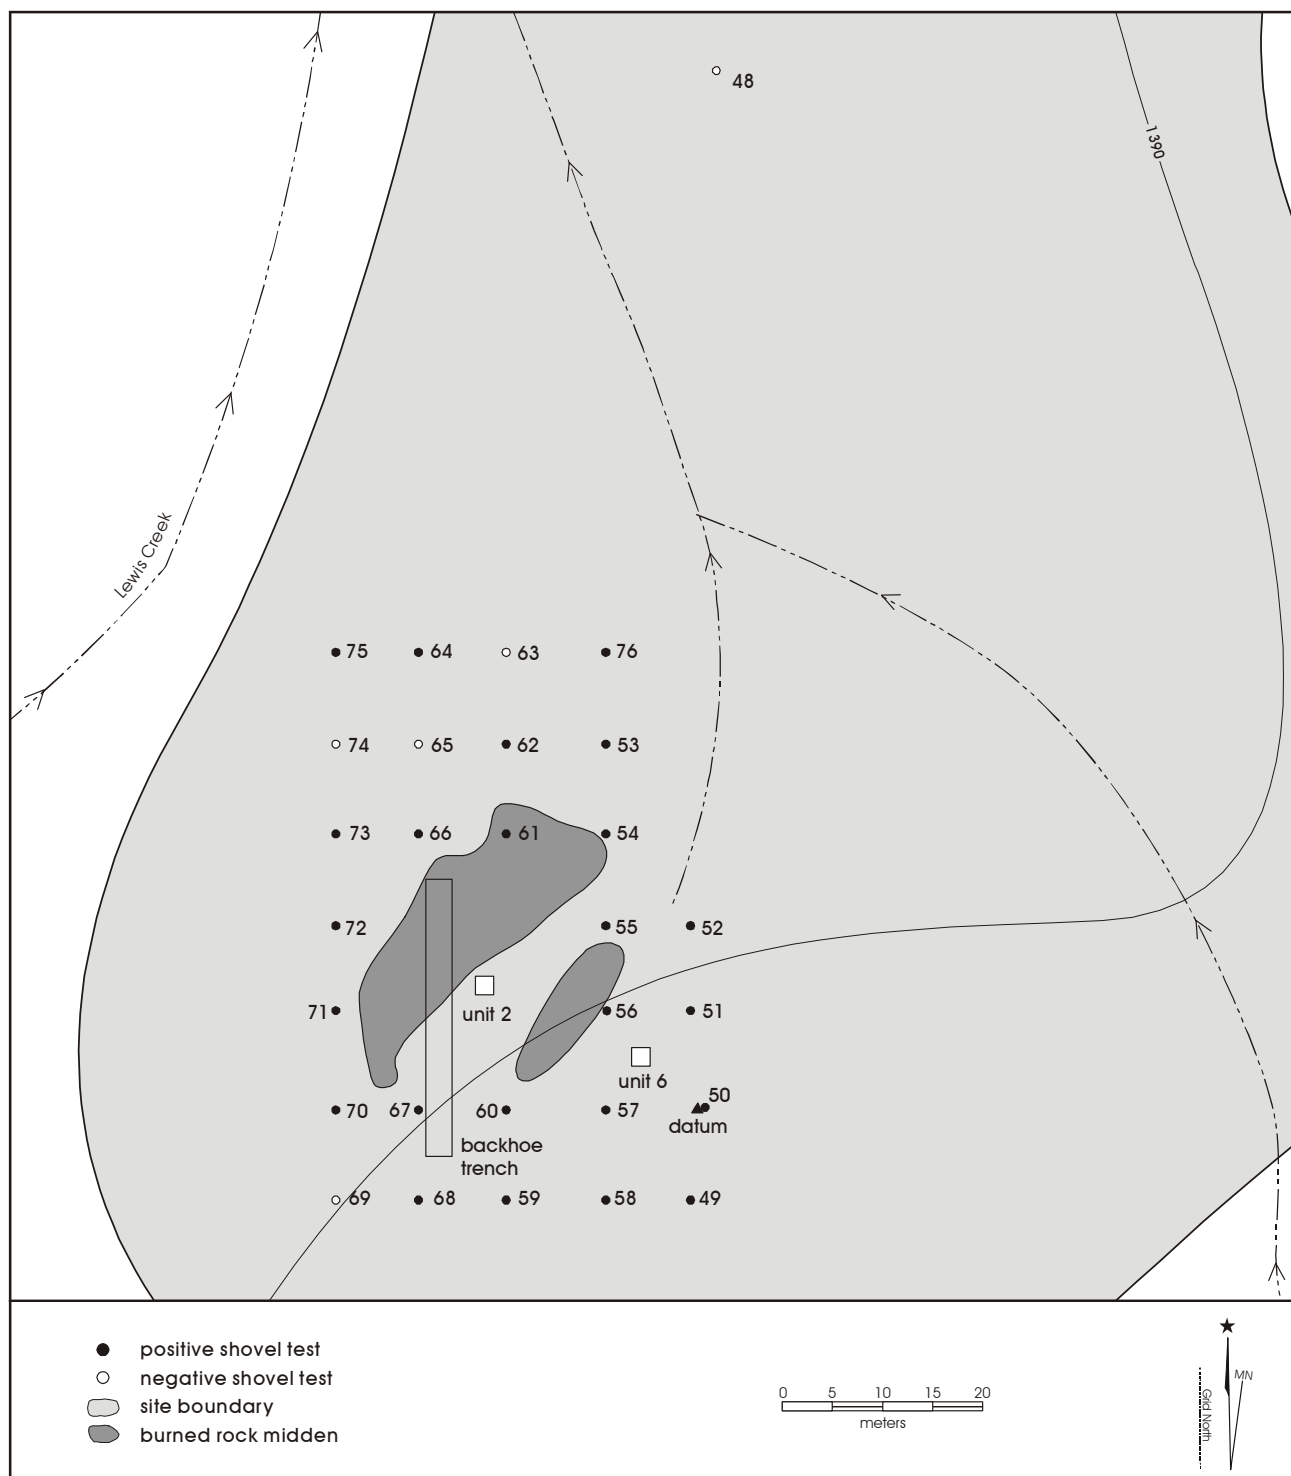 48
1390
Lewis Creek
75 64 63 76
74 65 62 53
73 66 61 54
72 55 52
71 56 51
unit 2
unit 6
50
70 67 60 57
datum
backhoe
trench
69 68 59 58 49
positive shovel test
negative shovel test
site boundary
burned rock midden
0 5 10 15 20
meters
MN
Grid North